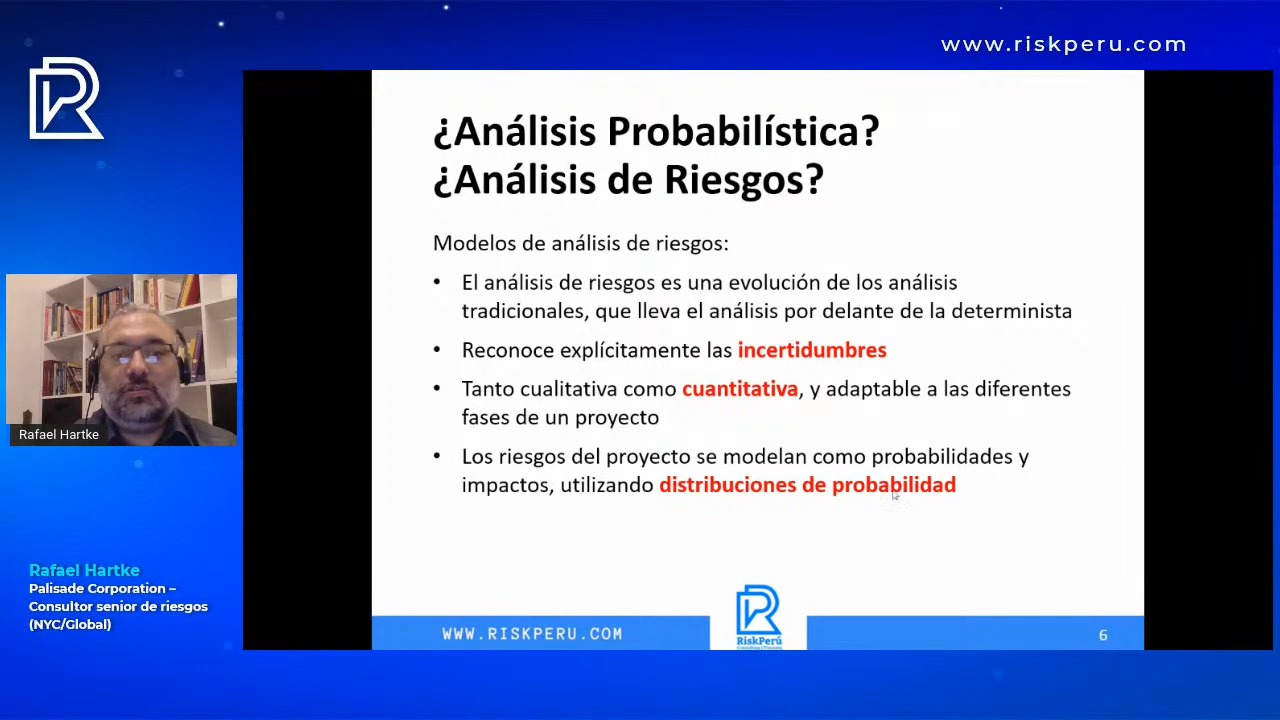 www.riskperu.com
¿Análisis Probabilística?
¿Análisis de Riesgos?
Modelos de análisis de riesgos:
• El análisis de riesgos es una evolución de los análisis
tradicionales, que lleva el análisis por delante de la determinista
• Reconoce explícitamente las incertidumbres
• Tanto cualitativa como cuantitativa, y adaptable a las diferentes
fases de un proyecto
• Los riesgos del proyecto se modelan como probabilidades y
impactos, utilizando distribuciones de probabilidad
Rafael Hartke
Rafael Hartke
Palisade Corporation –
Consultor senior de riesgos
(NYC/Global)
WWW.RISKPERU.COM
RiskPerú
6